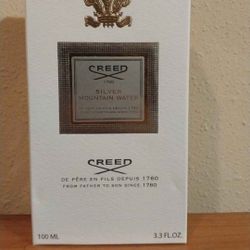 CREED
1760
SILVER
MOUNTAIN WATER
CREED
DE PÈRE EN FILS DEPUIS 1760
FROM FATHER TO SON SINCE 1760
100 ML 3.3 FL.OZ.